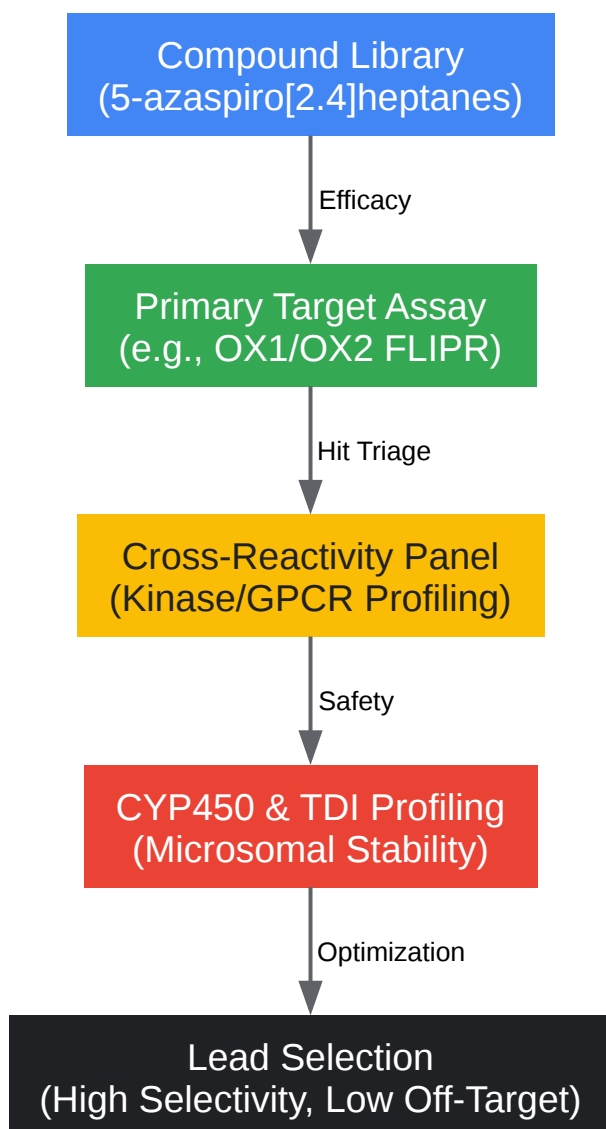 Compound Library
(5-azaspiro[2.4]heptanes)
Efficacy
Primary Target Assay
(e.g., OX1/OX2 FLIPR)
Hit Triage
Cross-Reactivity Panel
(Kinase/GPCR Profiling)
Safety
CYP450 & TDI Profiling
(Microsomal Stability)
Optimization
Lead Selection
(High Selectivity, Low Off-Target)